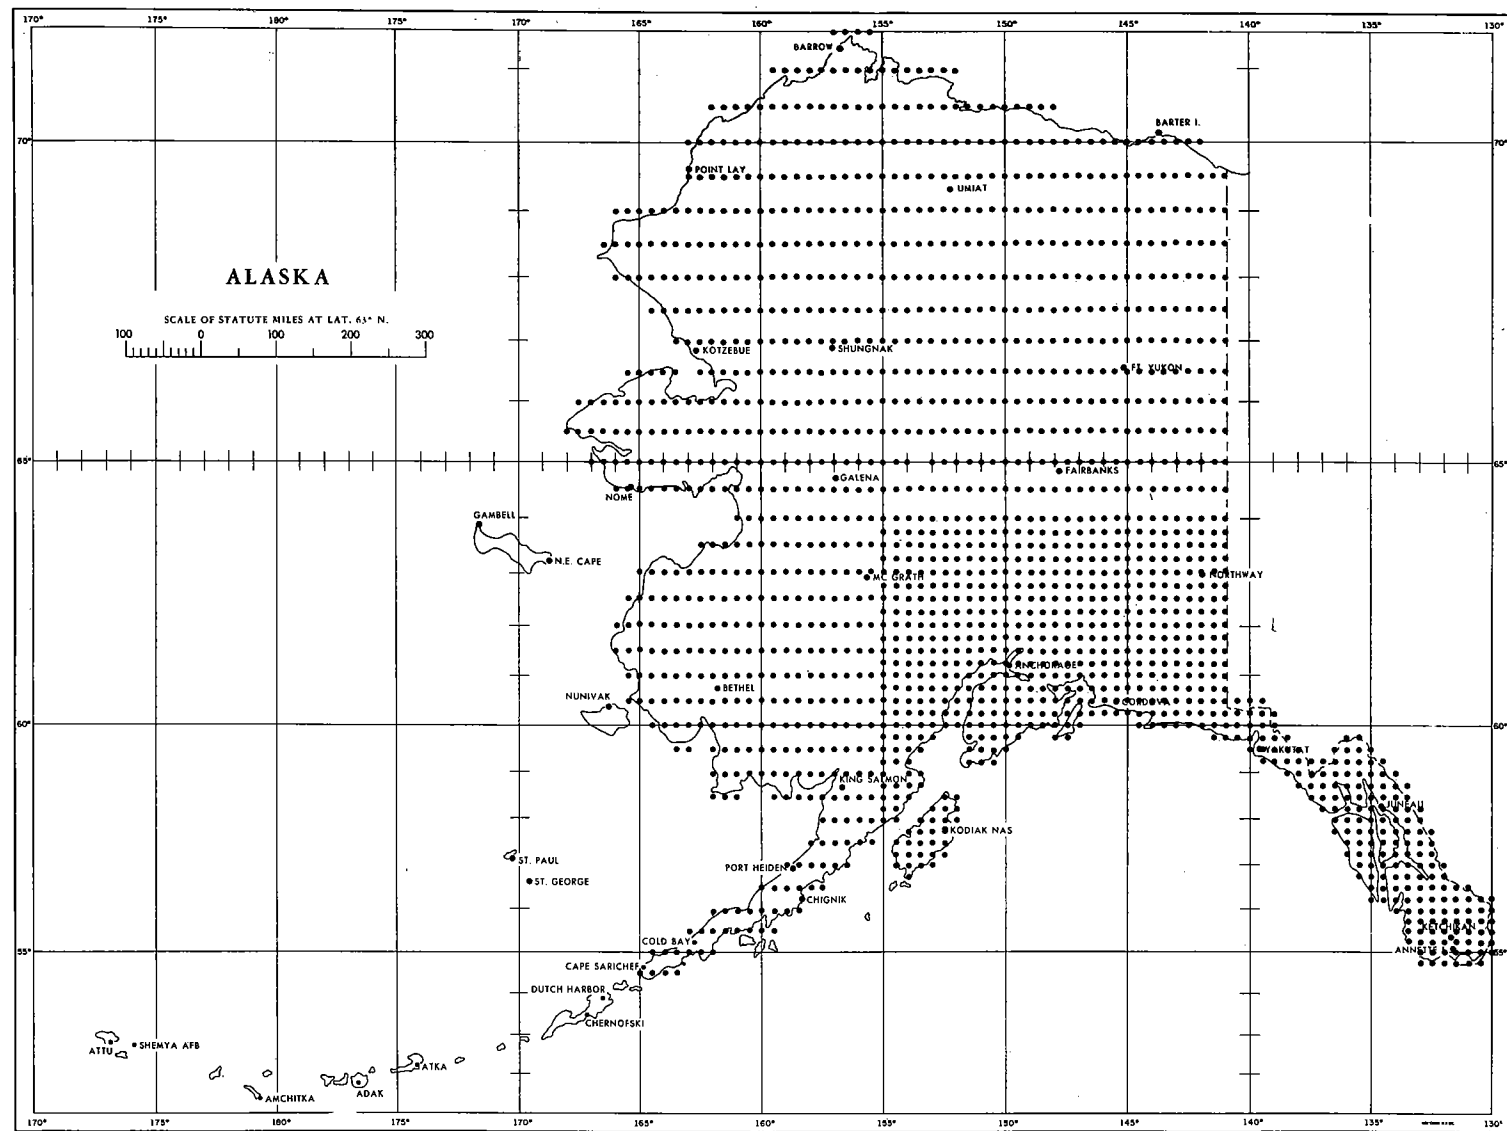 170° 175° 180° 175° 170° 165° 160° 155° 150° 145° 140° 135° 130°
BARROW
BARTER I.
70° 70°
POINT LAY
UMIAT
ALASKA
SCALE OF STATUTE MILES AT LAT. 63° N.
100 0 100 200 300
KOTZEBUE
SHUNGNAK
FT. YUKON
65° 65°
FAIRBANKS
GALENA
NOME
GAMBELL
N.E. CAPE
MC GRATH
NORTHWAY
ANCHORAGE
BETHEL
NUNIVAK
CORDOVA
60° 60°
YAKUTAT
KING SALMON
JUNEAU
KODIAK NAS
ST. PAUL
PORT HEIDEN
ST. GEORGE
CHIGNIK
KETCHIKAN
COLD BAY
ANNETTE I.
55° 55°
CAPE SARICHEF
DUTCH HARBOR
CHERNOFSKI
ATTU
SHEMYA AFB
ATKA
ADAK
AMCHITKA
170° 175° 180° 175° 170° 165° 160° 155° 150° 145° 140° 135° 130°